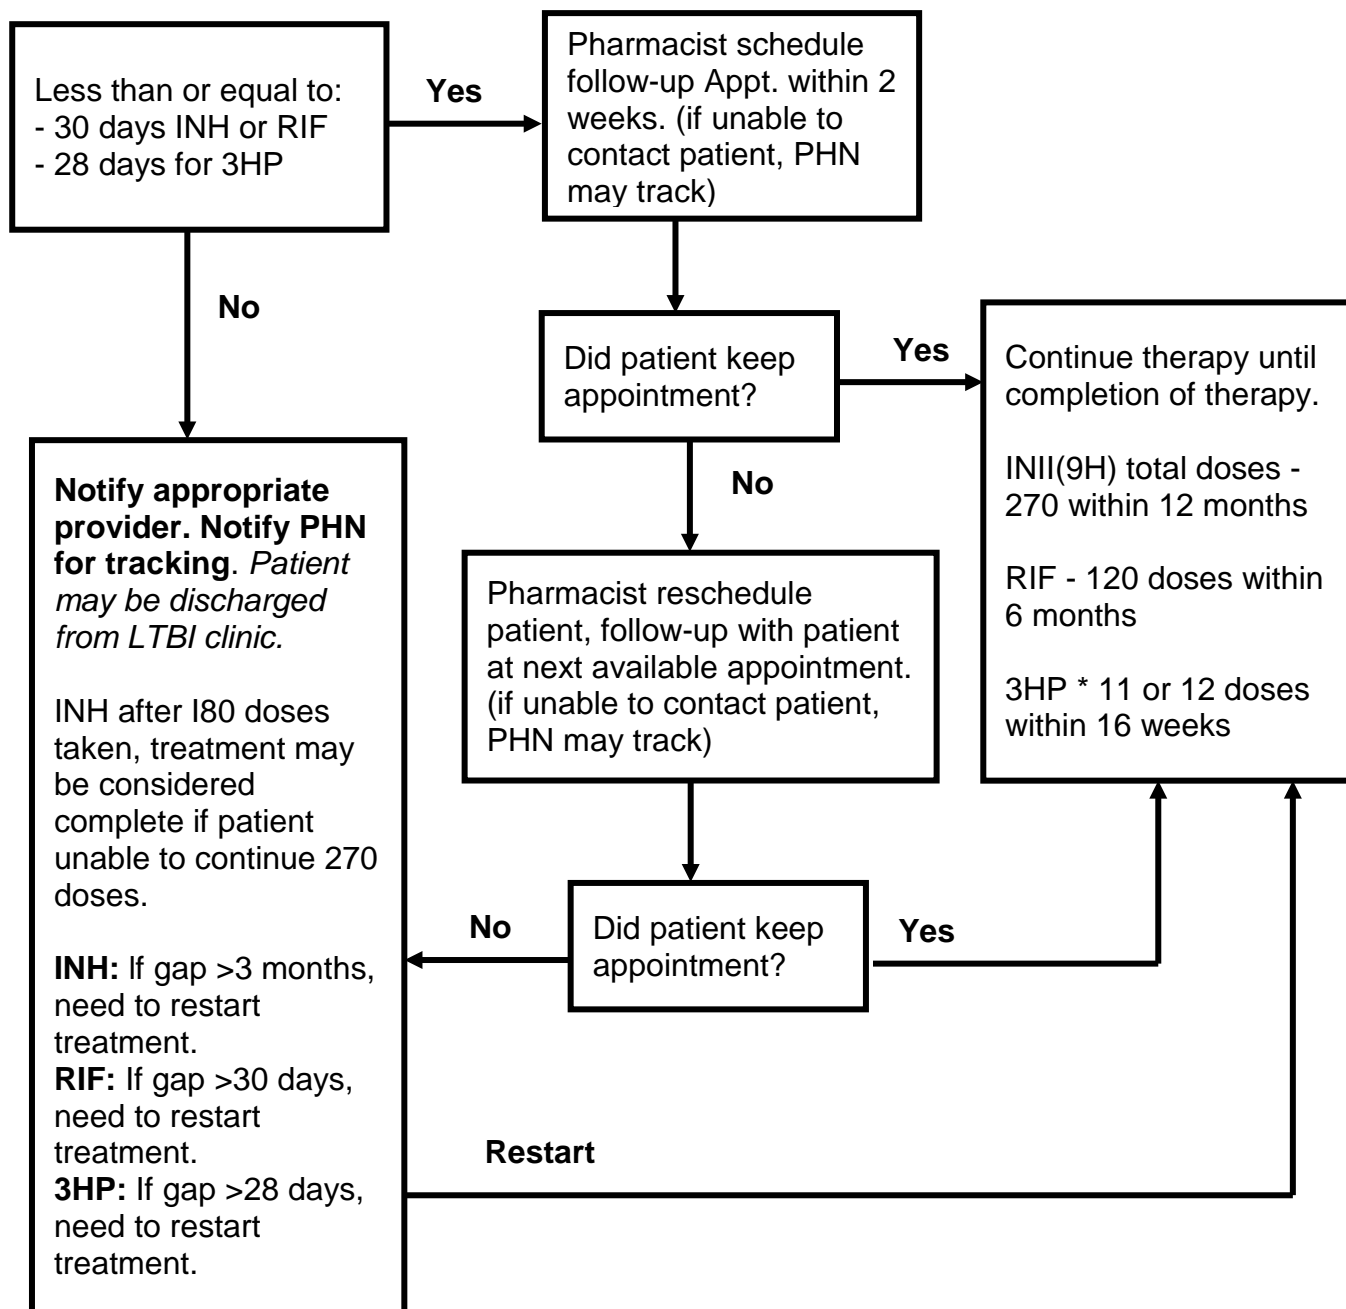 Less than or equal to:
- 30 days INH or RIF
- 28 days for 3HP
Yes
Pharmacist schedule
follow-up Appt. within 2
weeks. (if unable to
contact patient, PHN
may track)
No
Did patient keep
appointment?
Yes
Continue therapy until
completion of therapy.
INII(9H) total doses -
270 within 12 months
RIF - 120 doses within
6 months
3HP * 11 or 12 doses
within 16 weeks
No
Pharmacist reschedule
patient, follow-up with patient
at next available appointment.
(if unable to contact patient,
PHN may track)
Did patient keep
appointment?
Yes
No
Notify appropriate
provider. Notify PHN
for tracking. Patient
may be discharged
from LTBI clinic.
INH after I80 doses
taken, treatment may
be considered
complete if patient
unable to continue 270
doses.
INH: If gap >3 months,
need to restart
treatment.
RIF: If gap >30 days,
need to restart
treatment.
3HP: If gap >28 days,
need to restart
treatment.
Restart